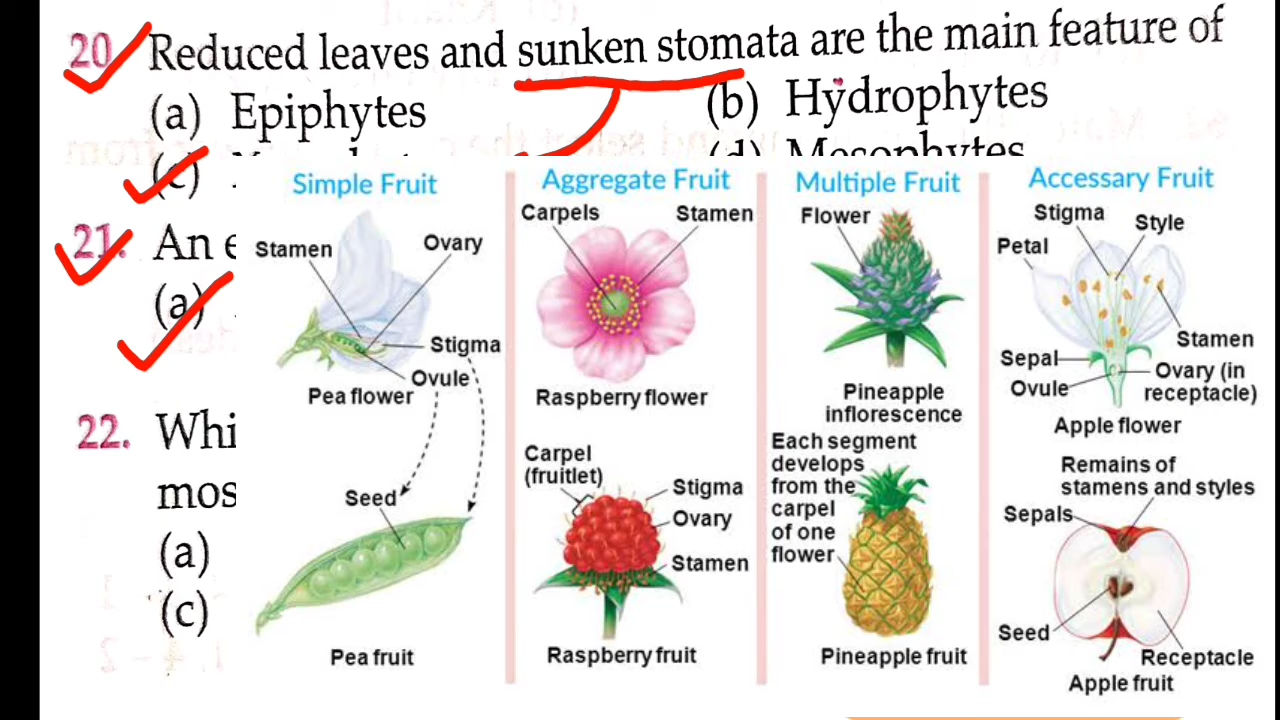 20. Reduced leaves and sunken stomata are the main feature of
(a) Epiphytes (b) Hydrophytes
(c) (d) Mesophytes
21. An
(a)
22.
(a)
(c)
Simple Fruit
Stamen
Ovary
Stigma
Ovule
Pea flower
Seed
Pea fruit
Aggregate Fruit
Carpels
Stamen
Raspberry flower
Carpel
(fruitlet)
Stigma
Ovary
Stamen
Raspberry fruit
Multiple Fruit
Flower
Pineapple
inflorescence
Each segment
develops
from the
carpel
of one
flower
Pineapple fruit
Accessary Fruit
Stigma
Style
Petal
Stamen
Sepal
Ovule
Ovary (in
receptacle)
Apple flower
Remains of
stamens and styles
Sepals
Seed
Receptacle
Apple fruit